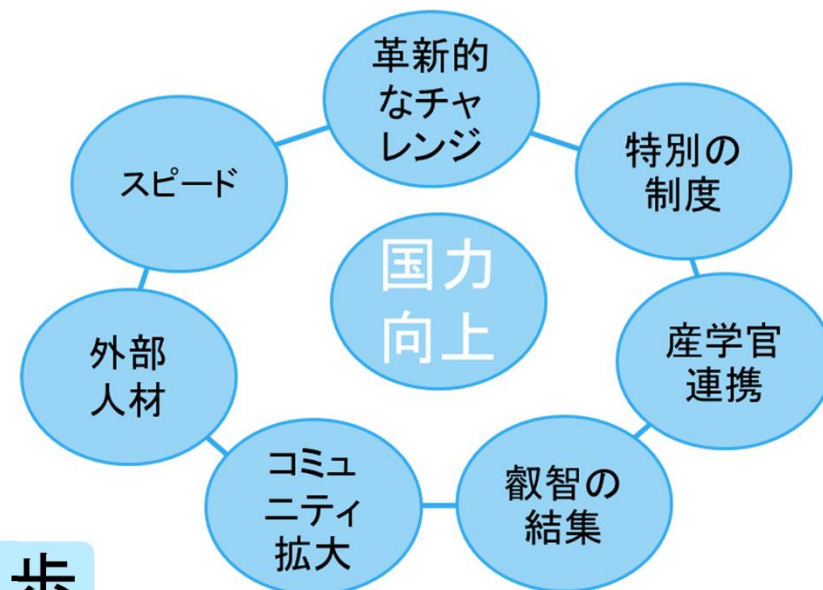 革新的
なチャ
レンジ
特別の
制度
産学官
連携
叡智の
結集
コミュ
ニティ
拡大
外部
人材
スピード
国力
向上
歩